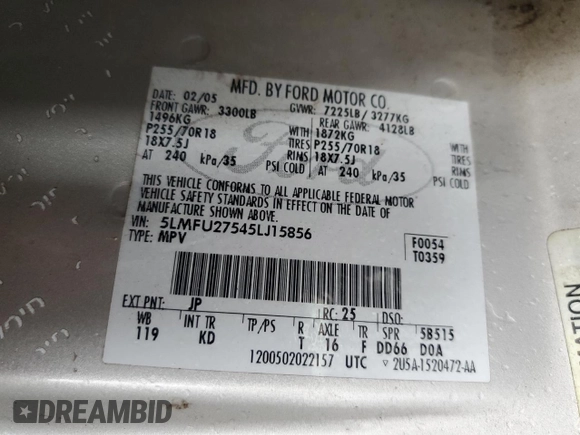 MFD. BY FORD MOTOR CO.
DATE: 02/05 GVWR: 7225LB / 3277KG
FRONT GAWR: 3300LB REAR GAWR: 4128LB
1496KG WITH 1872KG WITH
P255/70R18 TIRES P255/70R18 TIRES
18X7.5J RIMS 18X7.5J RIMS
AT 240 kPa/35 PSI COLD AT 240 kPa/35 PSI COLD
THIS VEHICLE CONFORMS TO ALL APPLICABLE FEDERAL MOTOR
VEHICLE SAFETY STANDARDS IN EFFECT ON THE DATE OF
MANUFACTURE SHOWN ABOVE.
VIN: 5LMFU27545LJ15856 F0054
TYPE: MPV T0359
EXT PNT: JP RC: 25 DSO:
WB INT TR TP/PS R AXLE TR SPR 5B515
119 KD T 16 F DD66 D0A
1200502022157 UTC ▽ 2U5A-1520472-AA
Ford
DREAMBID